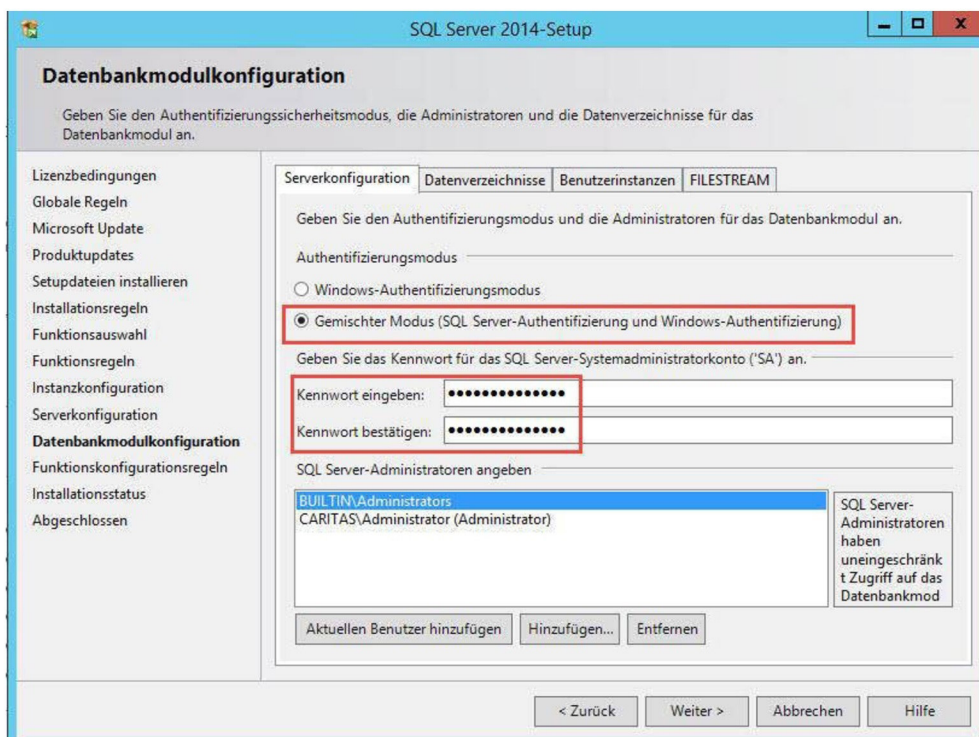 SQL Server 2014-Setup
Datenbankmodulkonfiguration
Geben Sie den Authentifizierungssicherheitsmodus, die Administratoren und die Datenverzeichnisse für das
Datenbankmodul an.
Lizenzbedingungen
Globale Regeln
Microsoft Update
Produktupdates
Setupdateien installieren
Installationsregeln
Funktionsauswahl
Funktionsregeln
Instanzkonfiguration
Serverkonfiguration
Datenbankmodulkonfiguration
Funktionskonfigurationsregeln
Installationsstatus
Abgeschlossen
Serverkonfiguration Datenverzeichnisse Benutzerinstanzen FILESTREAM
Geben Sie den Authentifizierungsmodus und die Administratoren für das Datenbankmodul an.
Authentifizierungsmodus
Windows-Authentifizierungsmodus
Gemischter Modus (SQL Server-Authentifizierung und Windows-Authentifizierung)
Geben Sie das Kennwort für das SQL Server-Systemadministratorkonto ('SA') an.
Kennwort eingeben: ●●●●●●●●●●●●●●
Kennwort bestätigen: ●●●●●●●●●●●●●●
SQL Server-Administratoren angeben
BUILTIN\Administrators
CARITAS\Administrator (Administrator)
SQL Server-
Administratoren
haben
uneingeschränk
t Zugriff auf das
Datenbankmod
Aktuellen Benutzer hinzufügen Hinzufügen... Entfernen
< Zurück Weiter > Abbrechen Hilfe